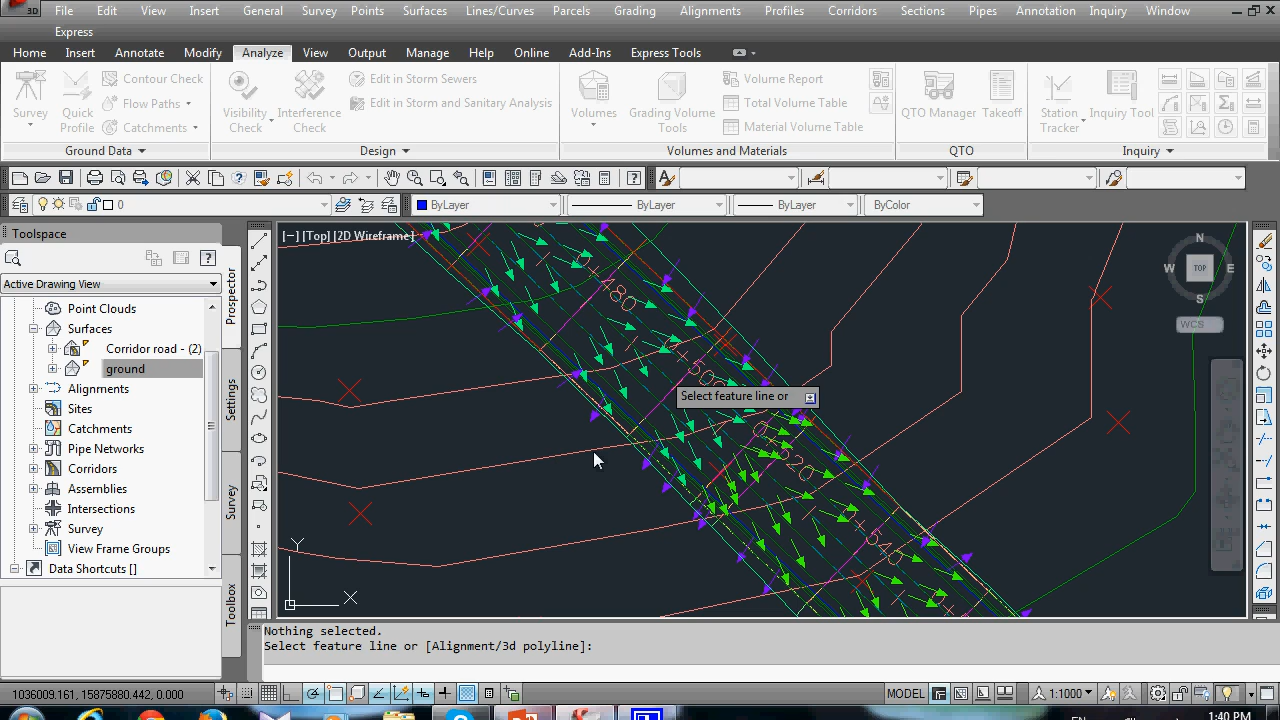 3D File Edit View Insert General Survey Points Surfaces Lines/Curves Parcels Grading Alignments Profiles Corridors Sections Pipes Annotation Inquiry Window
Express
Home Insert Annotate Modify Analyze View Output Manage Help Online Add-Ins Express Tools
Survey
Quick Profile
Contour Check
Flow Paths
Catchments
Ground Data
Visibility Check
Interference Check
Edit in Storm Sewers
Edit in Storm and Sanitary Analysis
Design
Volumes
Grading Volume Tools
Volume Report
Total Volume Table
Material Volume Table
Volumes and Materials
QTO Manager Takeoff
QTO
Station Tracker
Inquiry Tool
Inquiry
0 ByLayer ByLayer ByLayer ByColor
Toolspace
Active Drawing View
Point Clouds
Surfaces
Corridor road - (2)
ground
Alignments
Sites
Catchments
Pipe Networks
Corridors
Assemblies
Intersections
Survey
View Frame Groups
Data Shortcuts []
Prospector
Settings
Survey
Toolbox
[−] [Top] [2D Wireframe]
N
W TOP E
S
WCS
Select feature line or
Y
X
Nothing selected.
Select feature line or [Alignment/3d polyline]:
1036009.161, 15875880.442, 0.000
MODEL
1:1000
EN
1:40 PM